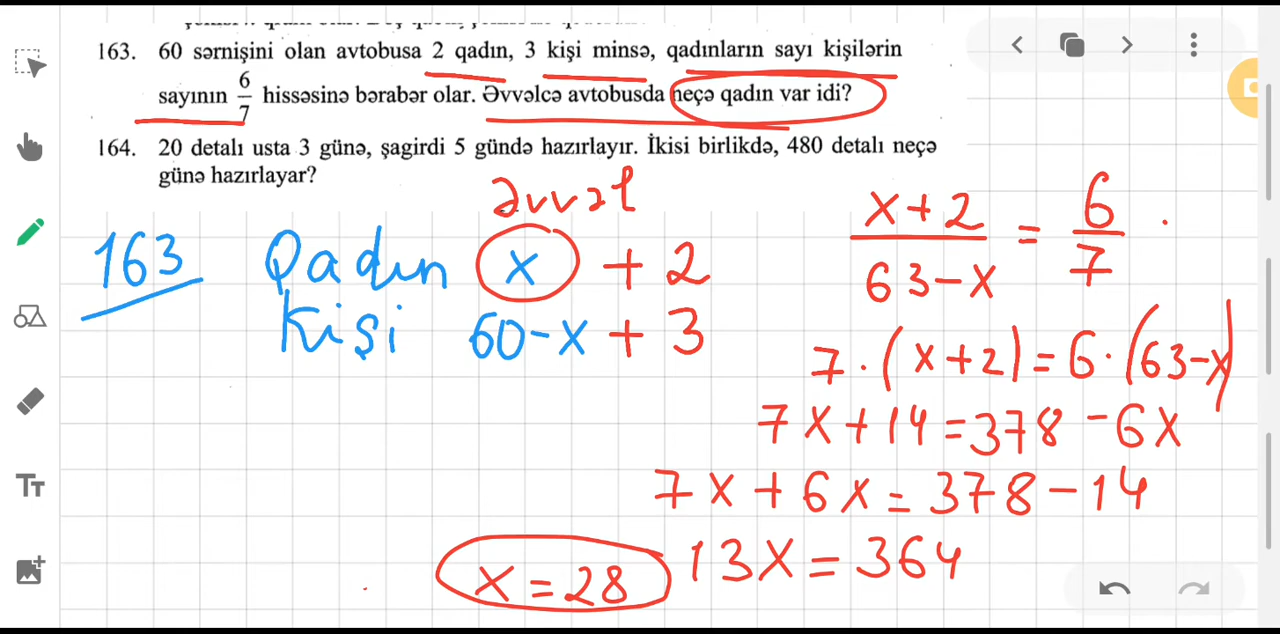 163. 60 sərnişini olan avtobusa 2 qadın, 3 kişi minsə, qadınların sayı kişilərin
sayının 6/7 hissəsinə bərabər olar. Əvvəlcə avtobusda neçə qadın var idi?
164. 20 detalı usta 3 günə, şagirdi 5 gündə hazırlayır. İkisi birlikdə, 480 detalı neçə
günə hazırlayar?
əvvəl
163 Qadın x + 2
Kişi 60-x + 3
x+2/63-x = 6/7 .
7·(x+2)=6·(63-x)
7x+14=378-6x
7x+6x=378-14
13x=364
x=28
TT